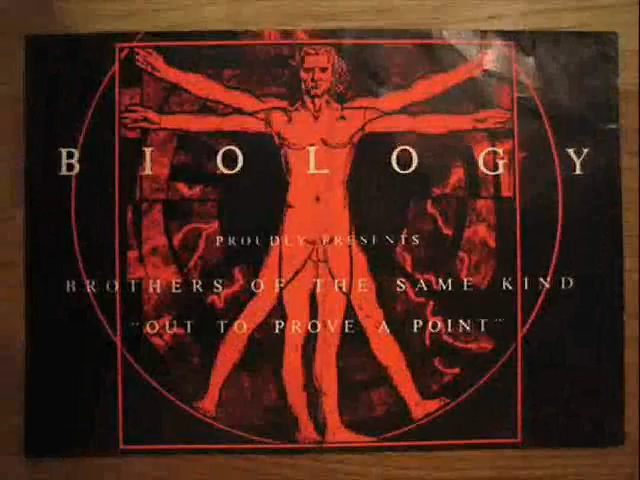 BIOLOGY
PROUDLY PRESENTS
BROTHERS OF THE SAME KIND
"OUT TO PROVE A POINT"